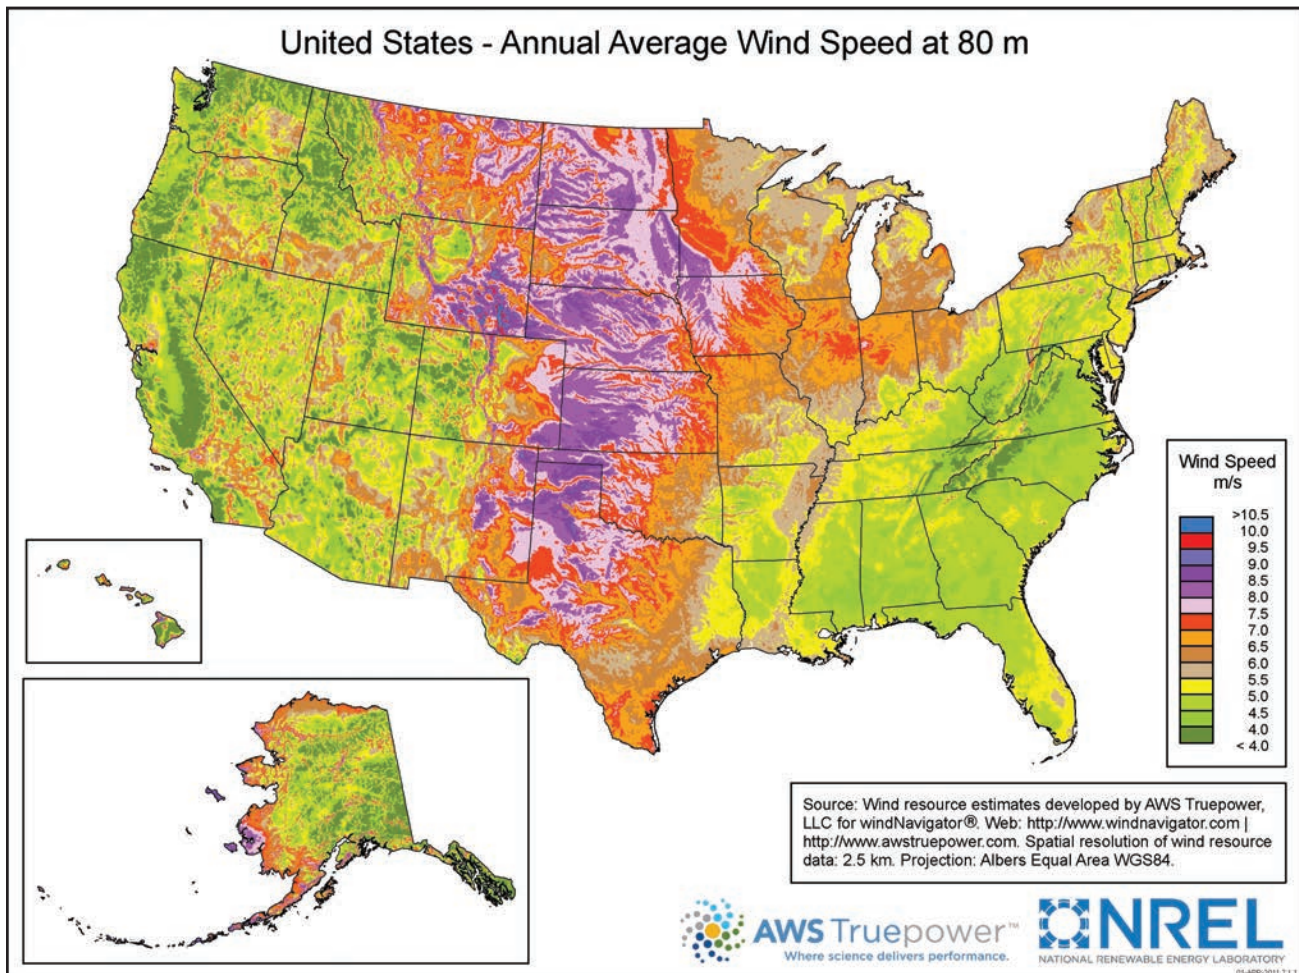 United States - Annual Average Wind Speed at 80 m
Wind Speed
m/s
>10.5
10.0
9.5
9.0
8.5
8.0
7.5
7.0
6.5
6.0
5.5
5.0
4.5
4.0
< 4.0
Source: Wind resource estimates developed by AWS Truepower,
LLC for windNavigator®. Web: http://www.windnavigator.com |
http://www.awstruepower.com. Spatial resolution of wind resource
data: 2.5 km. Projection: Albers Equal Area WGS84.
AWS Truepower™
Where science delivers performance.
NREL
NATIONAL RENEWABLE ENERGY LABORATORY